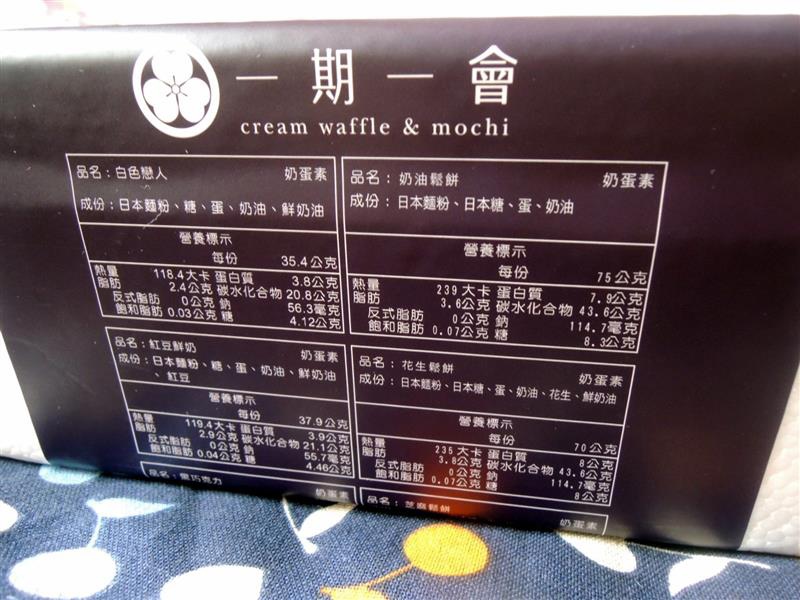 一期一會
cream waffle & mochi
品名：白色戀人 奶蛋素
成份：日本麵粉、糖、蛋、奶油、鮮奶油
營養標示
每份 35.4公克
熱量 118.4大卡 蛋白質 3.8公克
脂肪 2.4公克 碳水化合物 20.8公克
反式脂肪 0公克 鈉 56.3毫克
飽和脂肪 0.03公克 糖 4.12公克
品名：奶油鬆餅 奶蛋素
成份：日本麵粉、日本糖、蛋、奶油
營養標示
每份 75公克
熱量 239大卡 蛋白質 7.9公克
脂肪 3.6公克 碳水化合物 43.6公克
反式脂肪 0公克 鈉 114.7毫克
飽和脂肪 0.07公克 糖 8.3公克
品名：紅豆鮮奶 奶蛋素
成份：日本麵粉、糖、蛋、奶油、鮮奶油
、紅豆
營養標示
每份 37.9公克
熱量 119.4大卡 蛋白質 3.9公克
脂肪 2.9公克 碳水化合物 21.1公克
反式脂肪 0公克 鈉 55.7毫克
飽和脂肪 0.04公克 糖 4.46公克
品名：花生鬆餅 奶蛋素
成份：日本麵粉、日本糖、蛋、奶油、花生、鮮奶油
營養標示
每份 70公克
熱量 235大卡 蛋白質 8公克
脂肪 3.8公克 碳水化合物 43.6公克
反式脂肪 0公克 鈉 114.7毫克
飽和脂肪 0.07公克 糖 8公克
品名：黑巧克力 奶蛋素
品名：芝麻鬆餅 奶蛋素